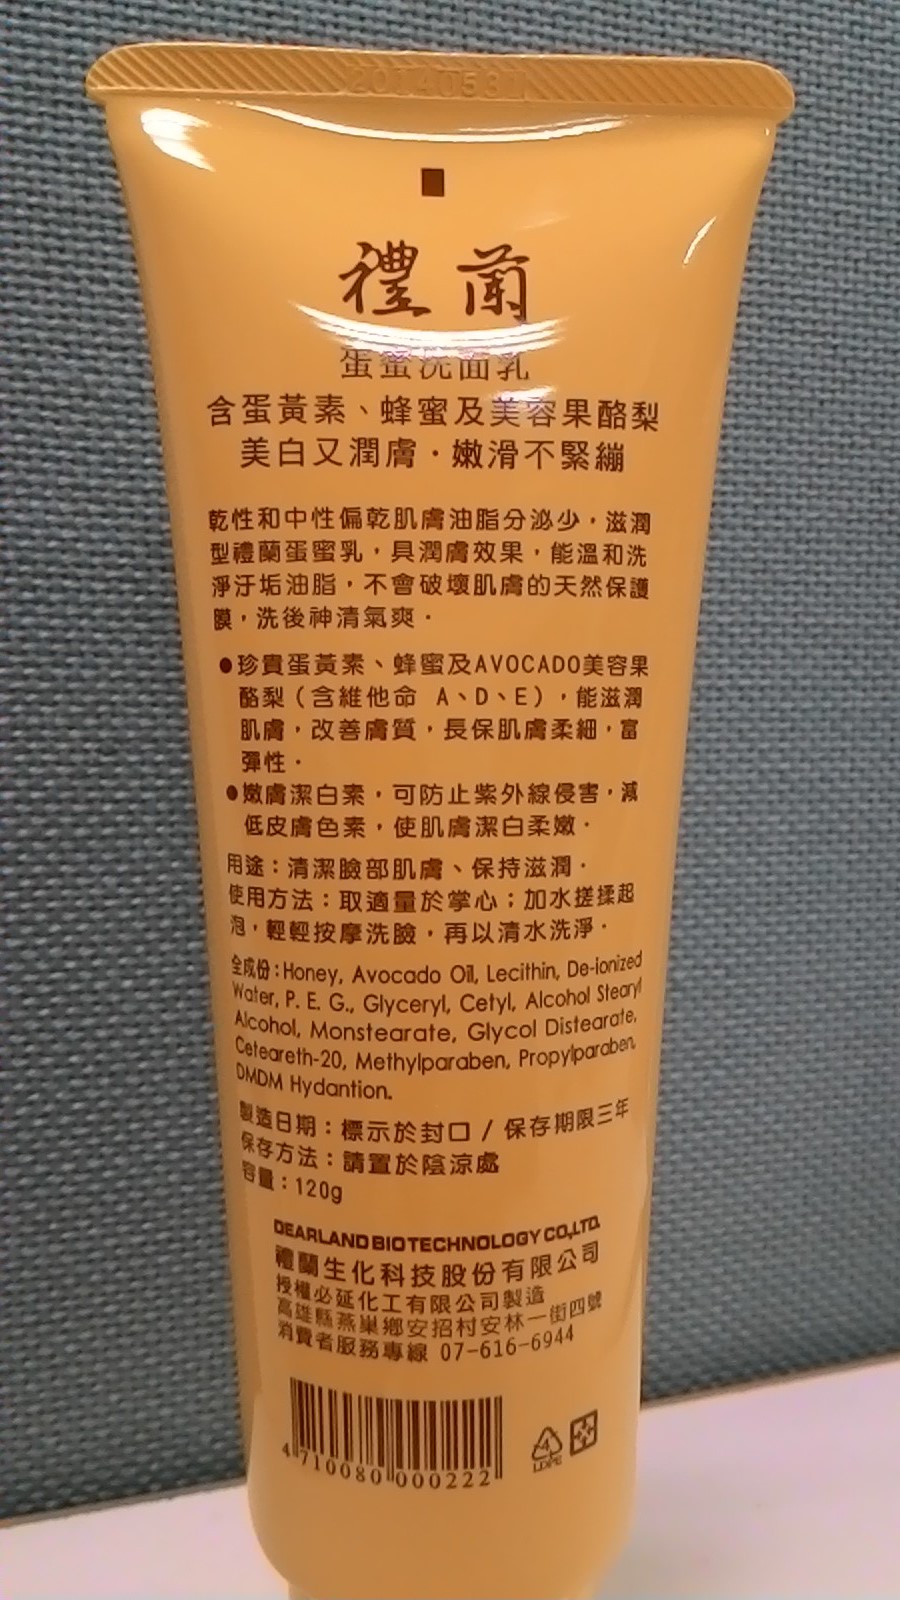 20140531
禮蘭
蛋蜜洗面乳
含蛋黃素、蜂蜜及美容果酪梨
美白又潤膚·嫩滑不緊繃
乾性和中性偏乾肌膚油脂分泌少，滋潤
型禮蘭蛋蜜乳，具潤膚效果，能溫和洗
淨汙垢油脂，不會破壞肌膚的天然保護
膜，洗後神清氣爽·
●珍貴蛋黃素、蜂蜜及AVOCADO美容果
酪梨（含維他命 A、D、E），能滋潤
肌膚，改善膚質，長保肌膚柔細，富
彈性·
●嫩膚潔白素，可防止紫外線侵害，減
低皮膚色素，使肌膚潔白柔嫩·
用途：清潔臉部肌膚、保持滋潤·
使用方法：取適量於掌心；加水搓揉起
泡，輕輕按摩洗臉，再以清水洗淨·
全成份：Honey, Avocado Oil, Lecithin, De-ionized
Water, P. E. G., Glyceryl, Cetyl, Alcohol Stearyl
Alcohol, Monstearate, Glycol Distearate,
Ceteareth-20, Methylparaben, Propylparaben,
DMDM Hydantion.
製造日期：標示於封口 / 保存期限三年
保存方法：請置於陰涼處
容量：120g
DEARLAND BIOTECHNOLOGY CO.,LTD.
禮蘭生化科技股份有限公司
授權必延化工有限公司製造
高雄縣燕巢鄉安招村安林一街四號
消費者服務專線 07-616-6944
4 710080 000222
4
LDPE